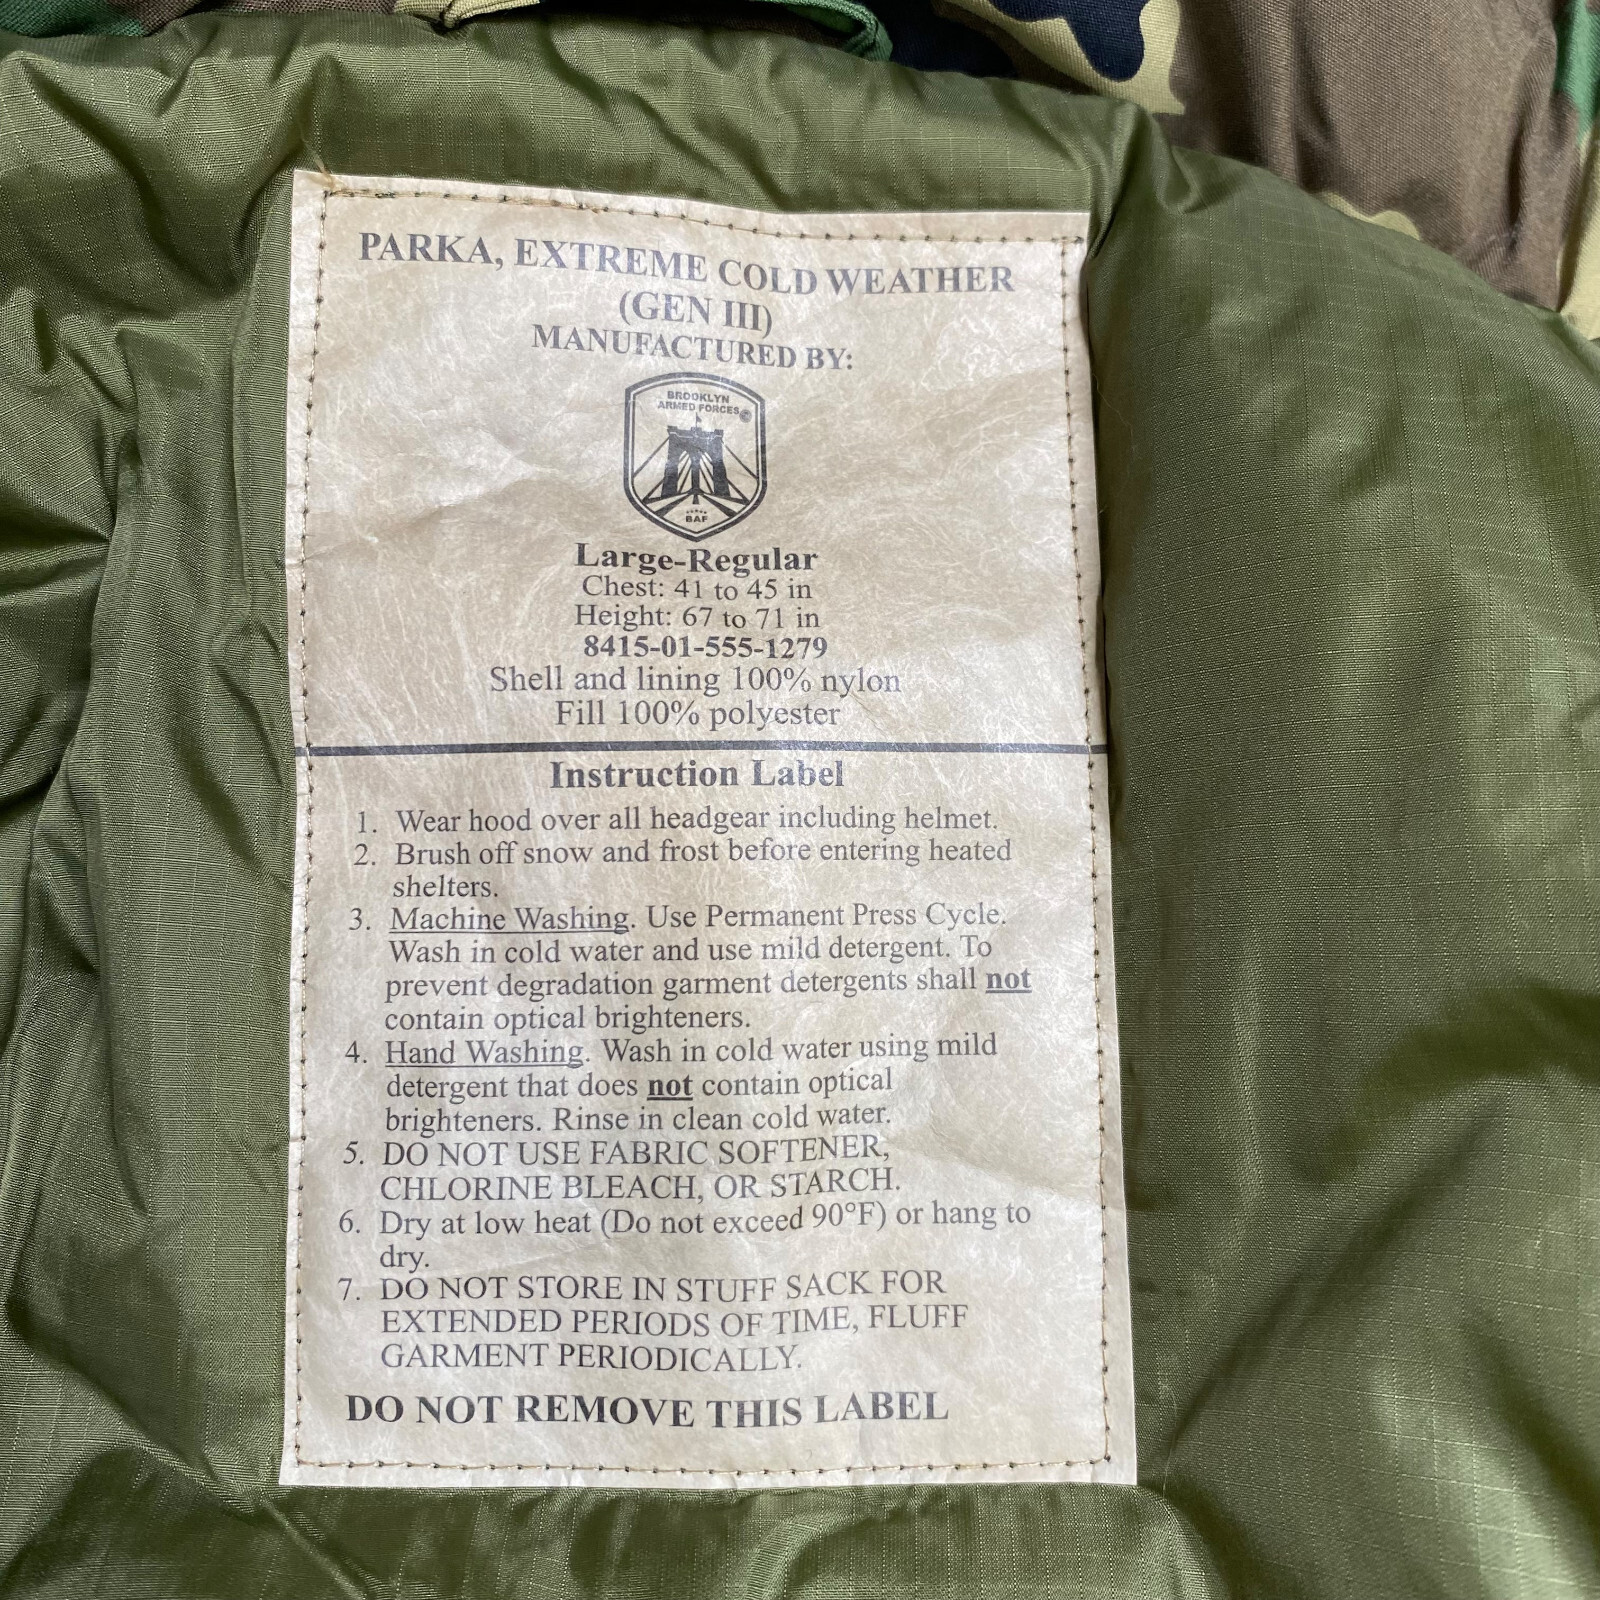 PARKA, EXTREME COLD WEATHER
(GEN III)
MANUFACTURED BY:
BROOKLYN
ARMED FORCES
BAF
Large-Regular
Chest: 41 to 45 in
Height: 67 to 71 in
8415-01-555-1279
Shell and lining 100% nylon
Fill 100% polyester
Instruction Label
1. Wear hood over all headgear including helmet.
2. Brush off snow and frost before entering heated
shelters.
3. Machine Washing. Use Permanent Press Cycle.
Wash in cold water and use mild detergent. To
prevent degradation garment detergents shall not
contain optical brighteners.
4. Hand Washing. Wash in cold water using mild
detergent that does not contain optical
brighteners. Rinse in clean cold water.
5. DO NOT USE FABRIC SOFTENER,
CHLORINE BLEACH, OR STARCH.
6. Dry at low heat (Do not exceed 90°F) or hang to
dry.
7. DO NOT STORE IN STUFF SACK FOR
EXTENDED PERIODS OF TIME, FLUFF
GARMENT PERIODICALLY.
DO NOT REMOVE THIS LABEL